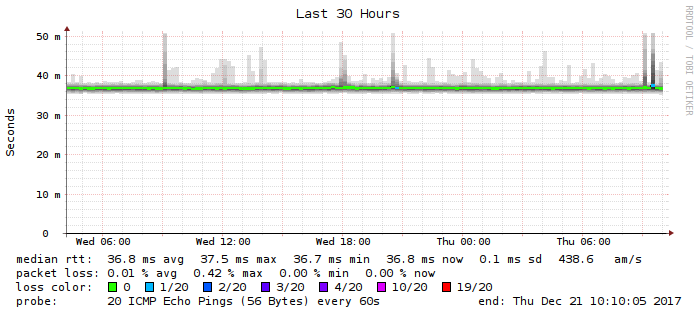 Last 30 Hours
RRDTOOL / TOBI OETIKER
Seconds
50 m
40 m
30 m
20 m
10 m
0
Wed 06:00 Wed 12:00 Wed 18:00 Thu 00:00 Thu 06:00
median rtt: 36.8 ms avg 37.5 ms max 36.7 ms min 36.8 ms now 0.1 ms sd 438.6 am/s
packet loss: 0.01 % avg 0.42 % max 0.00 % min 0.00 % now
loss color: 0 1/20 2/20 3/20 4/20 10/20 19/20
probe: 20 ICMP Echo Pings (56 Bytes) every 60s end: Thu Dec 21 10:10:05 2017